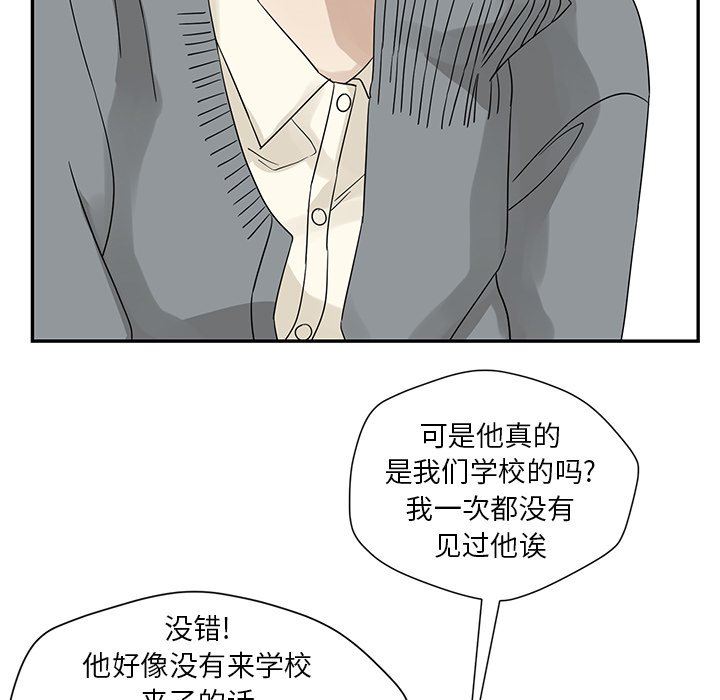 可是他真的
是我们学校的吗?
我一次都没有
见过他诶
没错!
他好像没有来学校